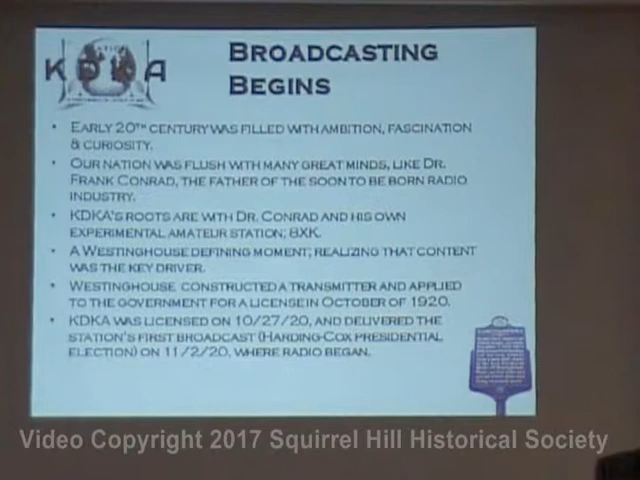 KDKA
BROADCASTING
BEGINS
• EARLY 20TH CENTURY WAS FILLED WITH AMBITION, FASCINATION
& CURIOSITY.
• OUR NATION WAS FLUSH WITH MANY GREAT MINDS, LIKE DR.
FRANK CONRAD, THE FATHER OF THE SOON TO BE BORN RADIO
INDUSTRY.
• KDKA'S ROOTS ARE WITH DR. CONRAD AND HIS OWN
EXPERIMENTAL AMATEUR STATION, 8XK.
• A WESTINGHOUSE DEFINING MOMENT; REALIZING THAT CONTENT
WAS THE KEY DRIVER.
• WESTINGHOUSE CONSTRUCTED A TRANSMITTER AND APPLIED
TO THE GOVERNMENT FOR A LICENSE IN OCTOBER OF 1920.
• KDKA WAS LICENSED ON 10/27/20, AND DELIVERED THE
STATION'S FIRST BROADCAST (HARDING-COX PRESIDENTIAL
ELECTION) ON 11/2/20, WHERE RADIO BEGAN.
Video Copyright 2017 Squirrel Hill Historical Society